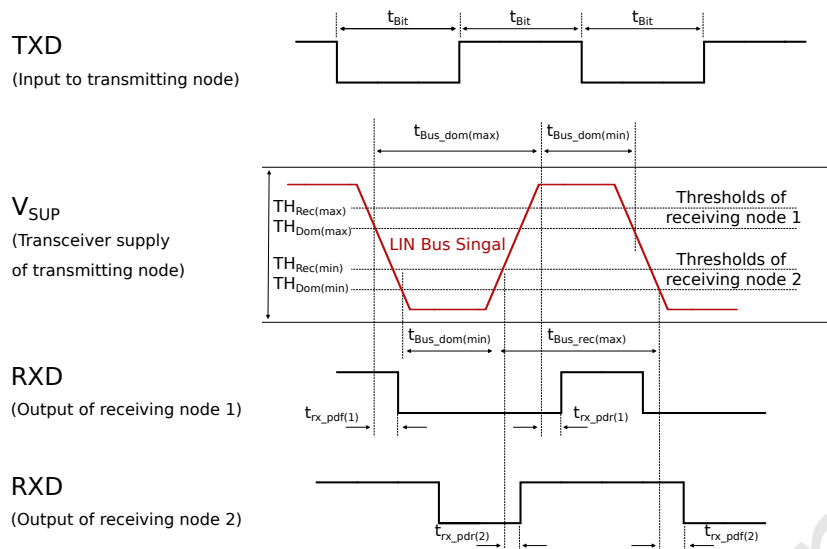 t_Bit t_Bit t_Bit
TXD
(Input to transmitting node)
t_Bus_dom(max) t_Bus_dom(min)
V_SUP
(Transceiver supply
of transmitting node)
TH_Rec(max)
TH_Dom(max)
TH_Rec(min)
TH_Dom(min)
LIN Bus Singal
Thresholds of
receiving node 1
Thresholds of
receiving node 2
t_Bus_dom(min) t_Bus_rec(max)
RXD
(Output of receiving node 1)
t_rx_pdf(1) t_rx_pdr(1)
RXD
(Output of receiving node 2)
t_rx_pdr(2) t_rx_pdf(2)